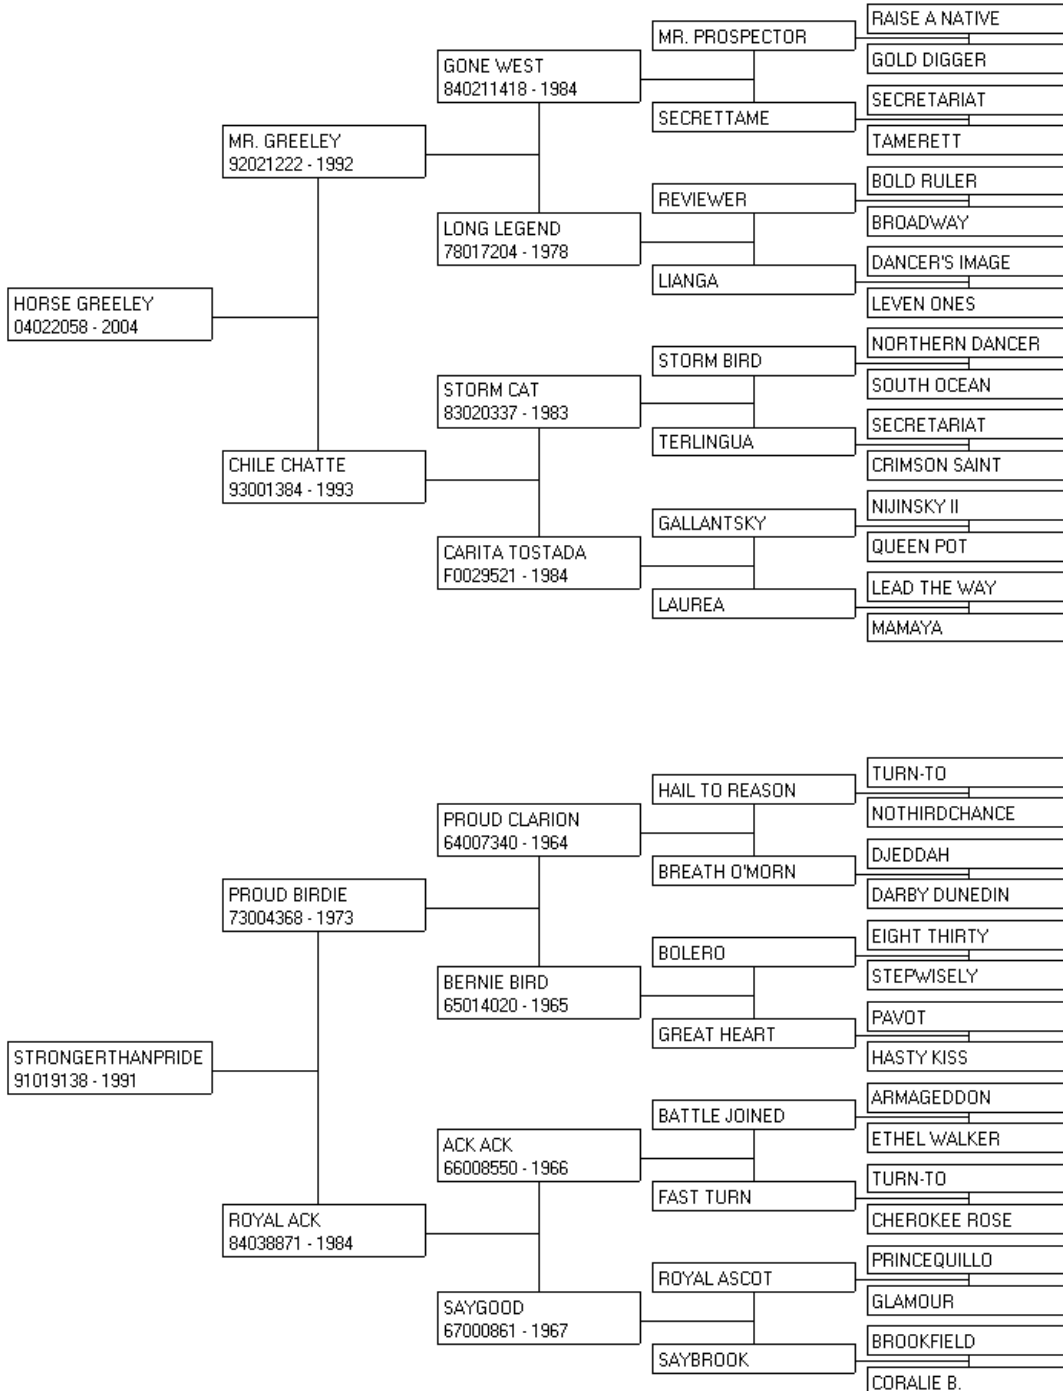 RAISE A NATIVE
MR. PROSPECTOR
GOLD DIGGER
GONE WEST
840211418 - 1984
SECRETARIAT
SECRETTAME
TAMERETT
MR. GREELEY
92021222 - 1992
BOLD RULER
REVIEWER
BROADWAY
LONG LEGEND
78017204 - 1978
DANCER'S IMAGE
LIANGA
LEVEN ONES
HORSE GREELEY
04022058 - 2004
NORTHERN DANCER
STORM BIRD
SOUTH OCEAN
STORM CAT
83020337 - 1983
SECRETARIAT
TERLINGUA
CRIMSON SAINT
CHILE CHATTE
93001384 - 1993
NIJINSKY II
GALLANTSKY
QUEEN POT
CARITA TOSTADA
F0029521 - 1984
LEAD THE WAY
LAUREA
MAMAYA
TURN-TO
HAIL TO REASON
NOTHIRDCHANCE
PROUD CLARION
64007340 - 1964
DJEDDAH
BREATH O'MORN
DARBY DUNEDIN
PROUD BIRDIE
73004368 - 1973
EIGHT THIRTY
BOLERO
STEPWISELY
BERNIE BIRD
65014020 - 1965
PAVOT
GREAT HEART
HASTY KISS
STRONGERTHANPRIDE
91019138 - 1991
ARMAGEDDON
BATTLE JOINED
ETHEL WALKER
ACK ACK
66008550 - 1966
TURN-TO
FAST TURN
CHEROKEE ROSE
ROYAL ACK
84038871 - 1984
PRINCEQUILLO
ROYAL ASCOT
GLAMOUR
SAYGOOD
67000861 - 1967
BROOKFIELD
SAYBROOK
CORALIE B.